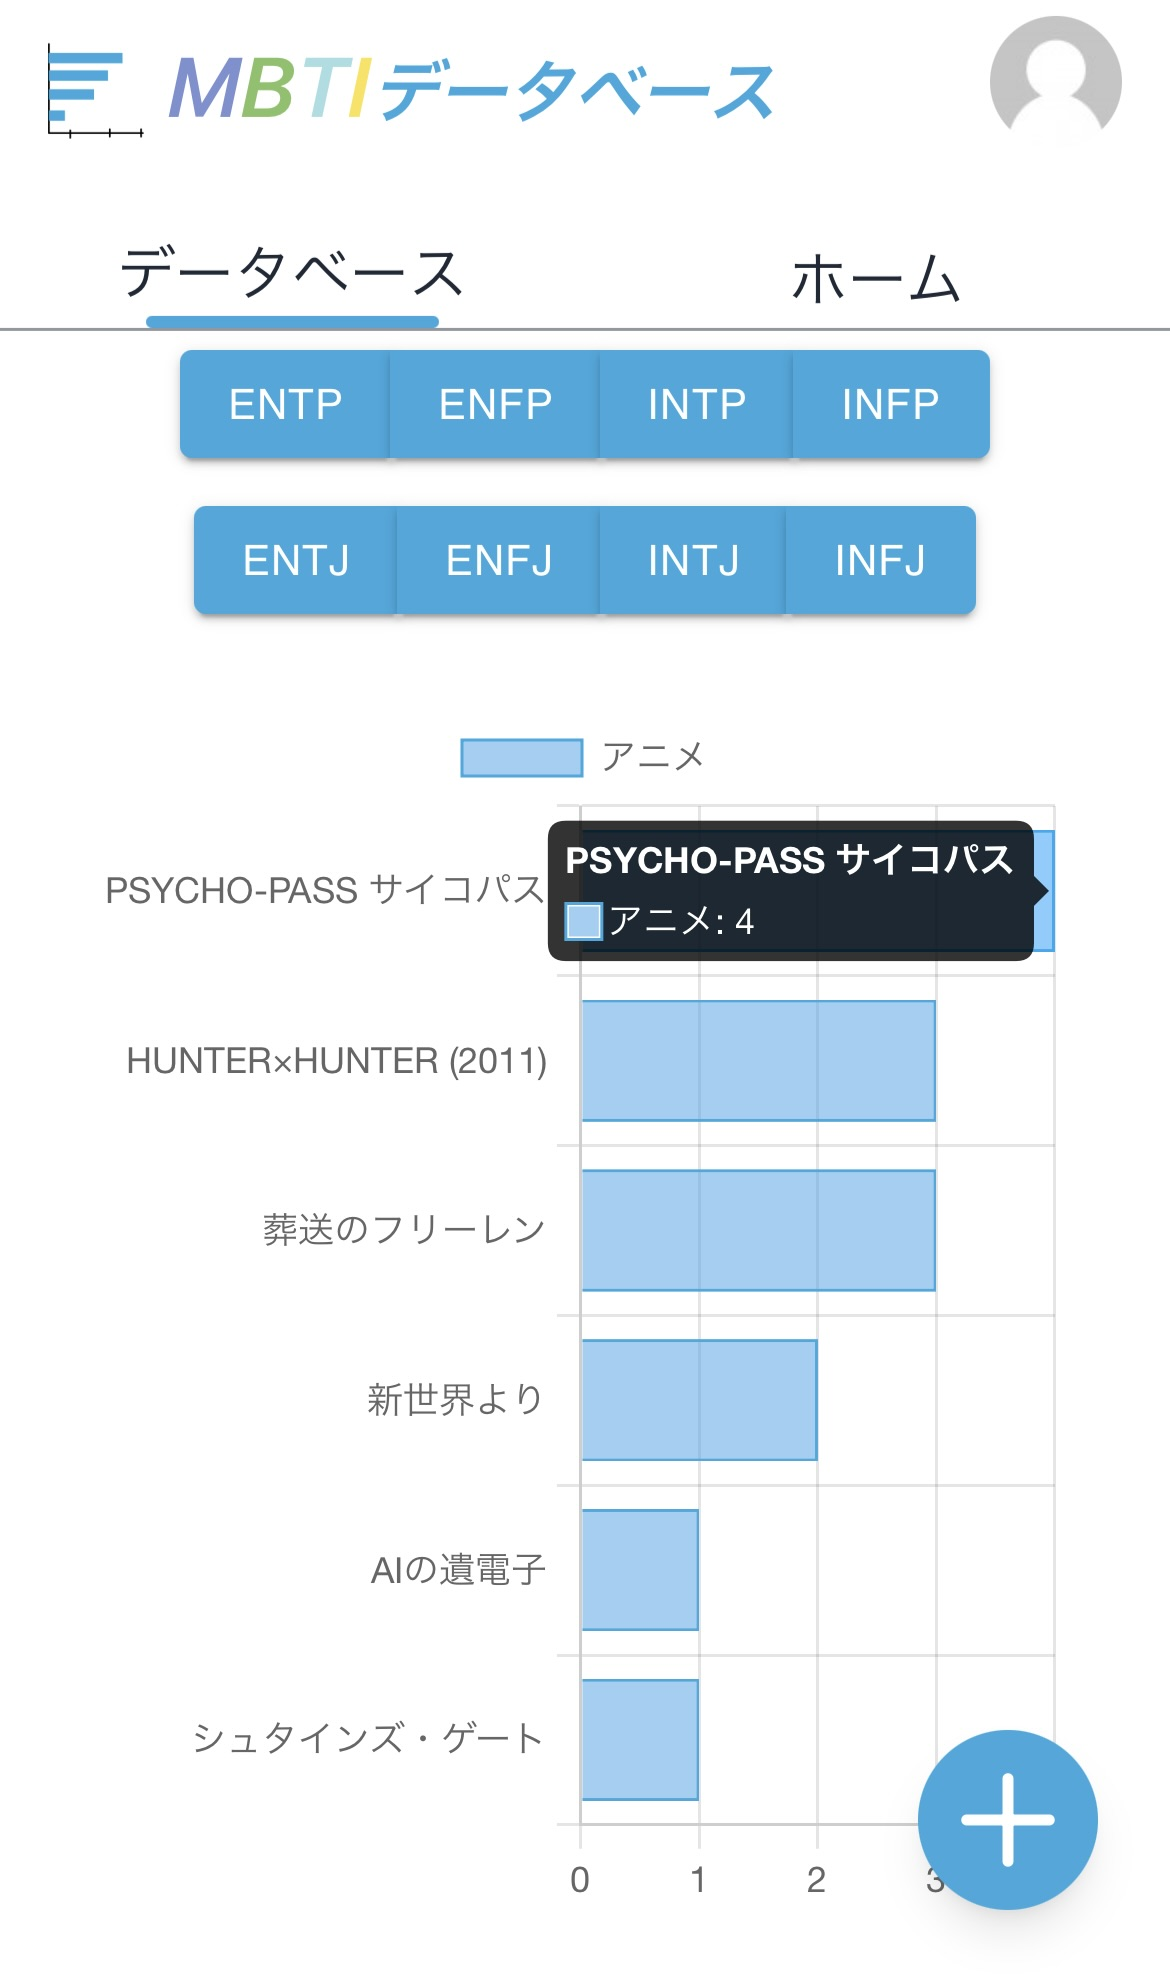 MBTIデータベース
データベース ホーム
ENTP ENFP INTP INFP
ENTJ ENFJ INTJ INFJ
アニメ
PSYCHO-PASS サイコパス
PSYCHO-PASS サイコパス
アニメ: 4
HUNTER×HUNTER (2011)
葬送のフリーレン
新世界より
AIの遺電子
シュタインズ・ゲート
0 1 2 3